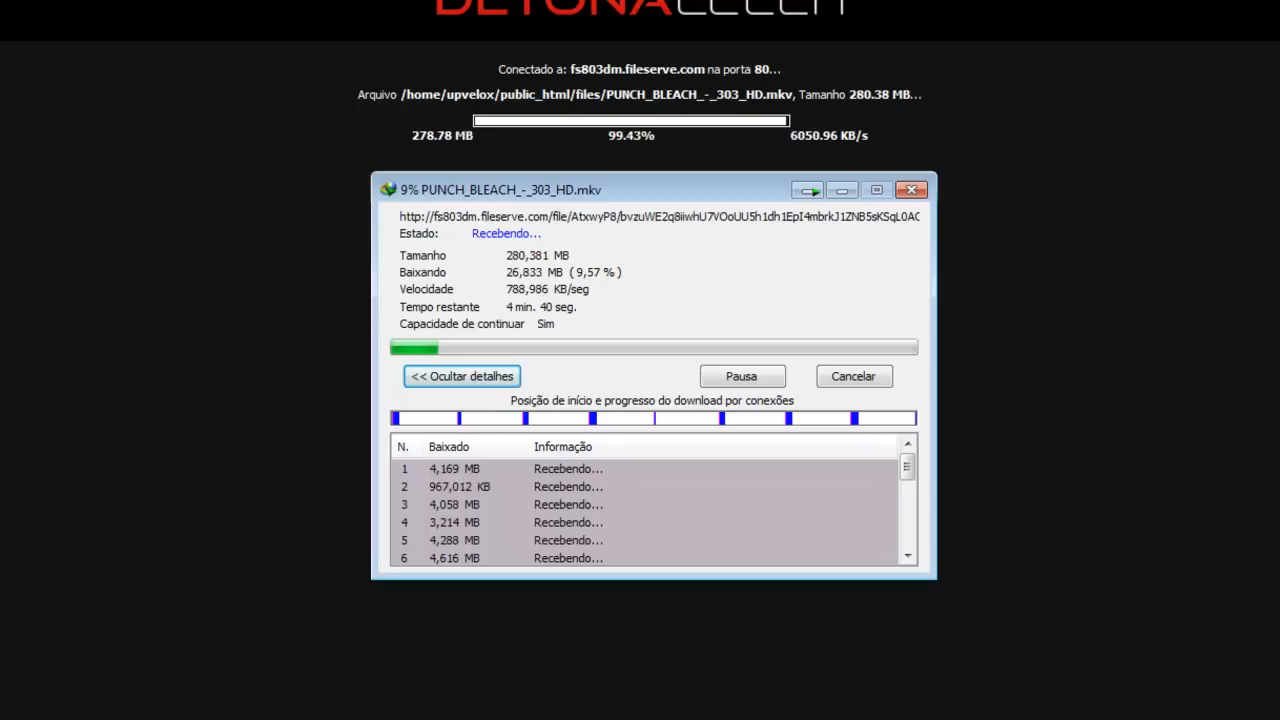 DETONALEECH
Conectado a: fs803dm.fileserve.com na porta 80...
Arquivo /home/upvelox/public_html/files/PUNCH_BLEACH_-_303_HD.mkv, Tamanho 280.38 MB...
278.78 MB 99.43% 6050.96 KB/s
9% PUNCH_BLEACH_-_303_HD.mkv
http://fs803dm.fileserve.com/file/AtxwyP8/bvzuWE2q8iiwhU7VOoUU5h1dh1EpI4mbrkJ1ZNB5sKSqL0AC
Estado: Recebendo...
Tamanho 280,381 MB
Baixando 26,833 MB ( 9,57 % )
Velocidade 788,986 KB/seg
Tempo restante 4 min. 40 seg.
Capacidade de continuar Sim
<< Ocultar detalhes Pausa Cancelar
Posição de início e progresso do download por conexões
N. Baixado Informação
1 4,169 MB Recebendo...
2 967,012 KB Recebendo...
3 4,058 MB Recebendo...
4 3,214 MB Recebendo...
5 4,288 MB Recebendo...
6 4,616 MB Recebendo...